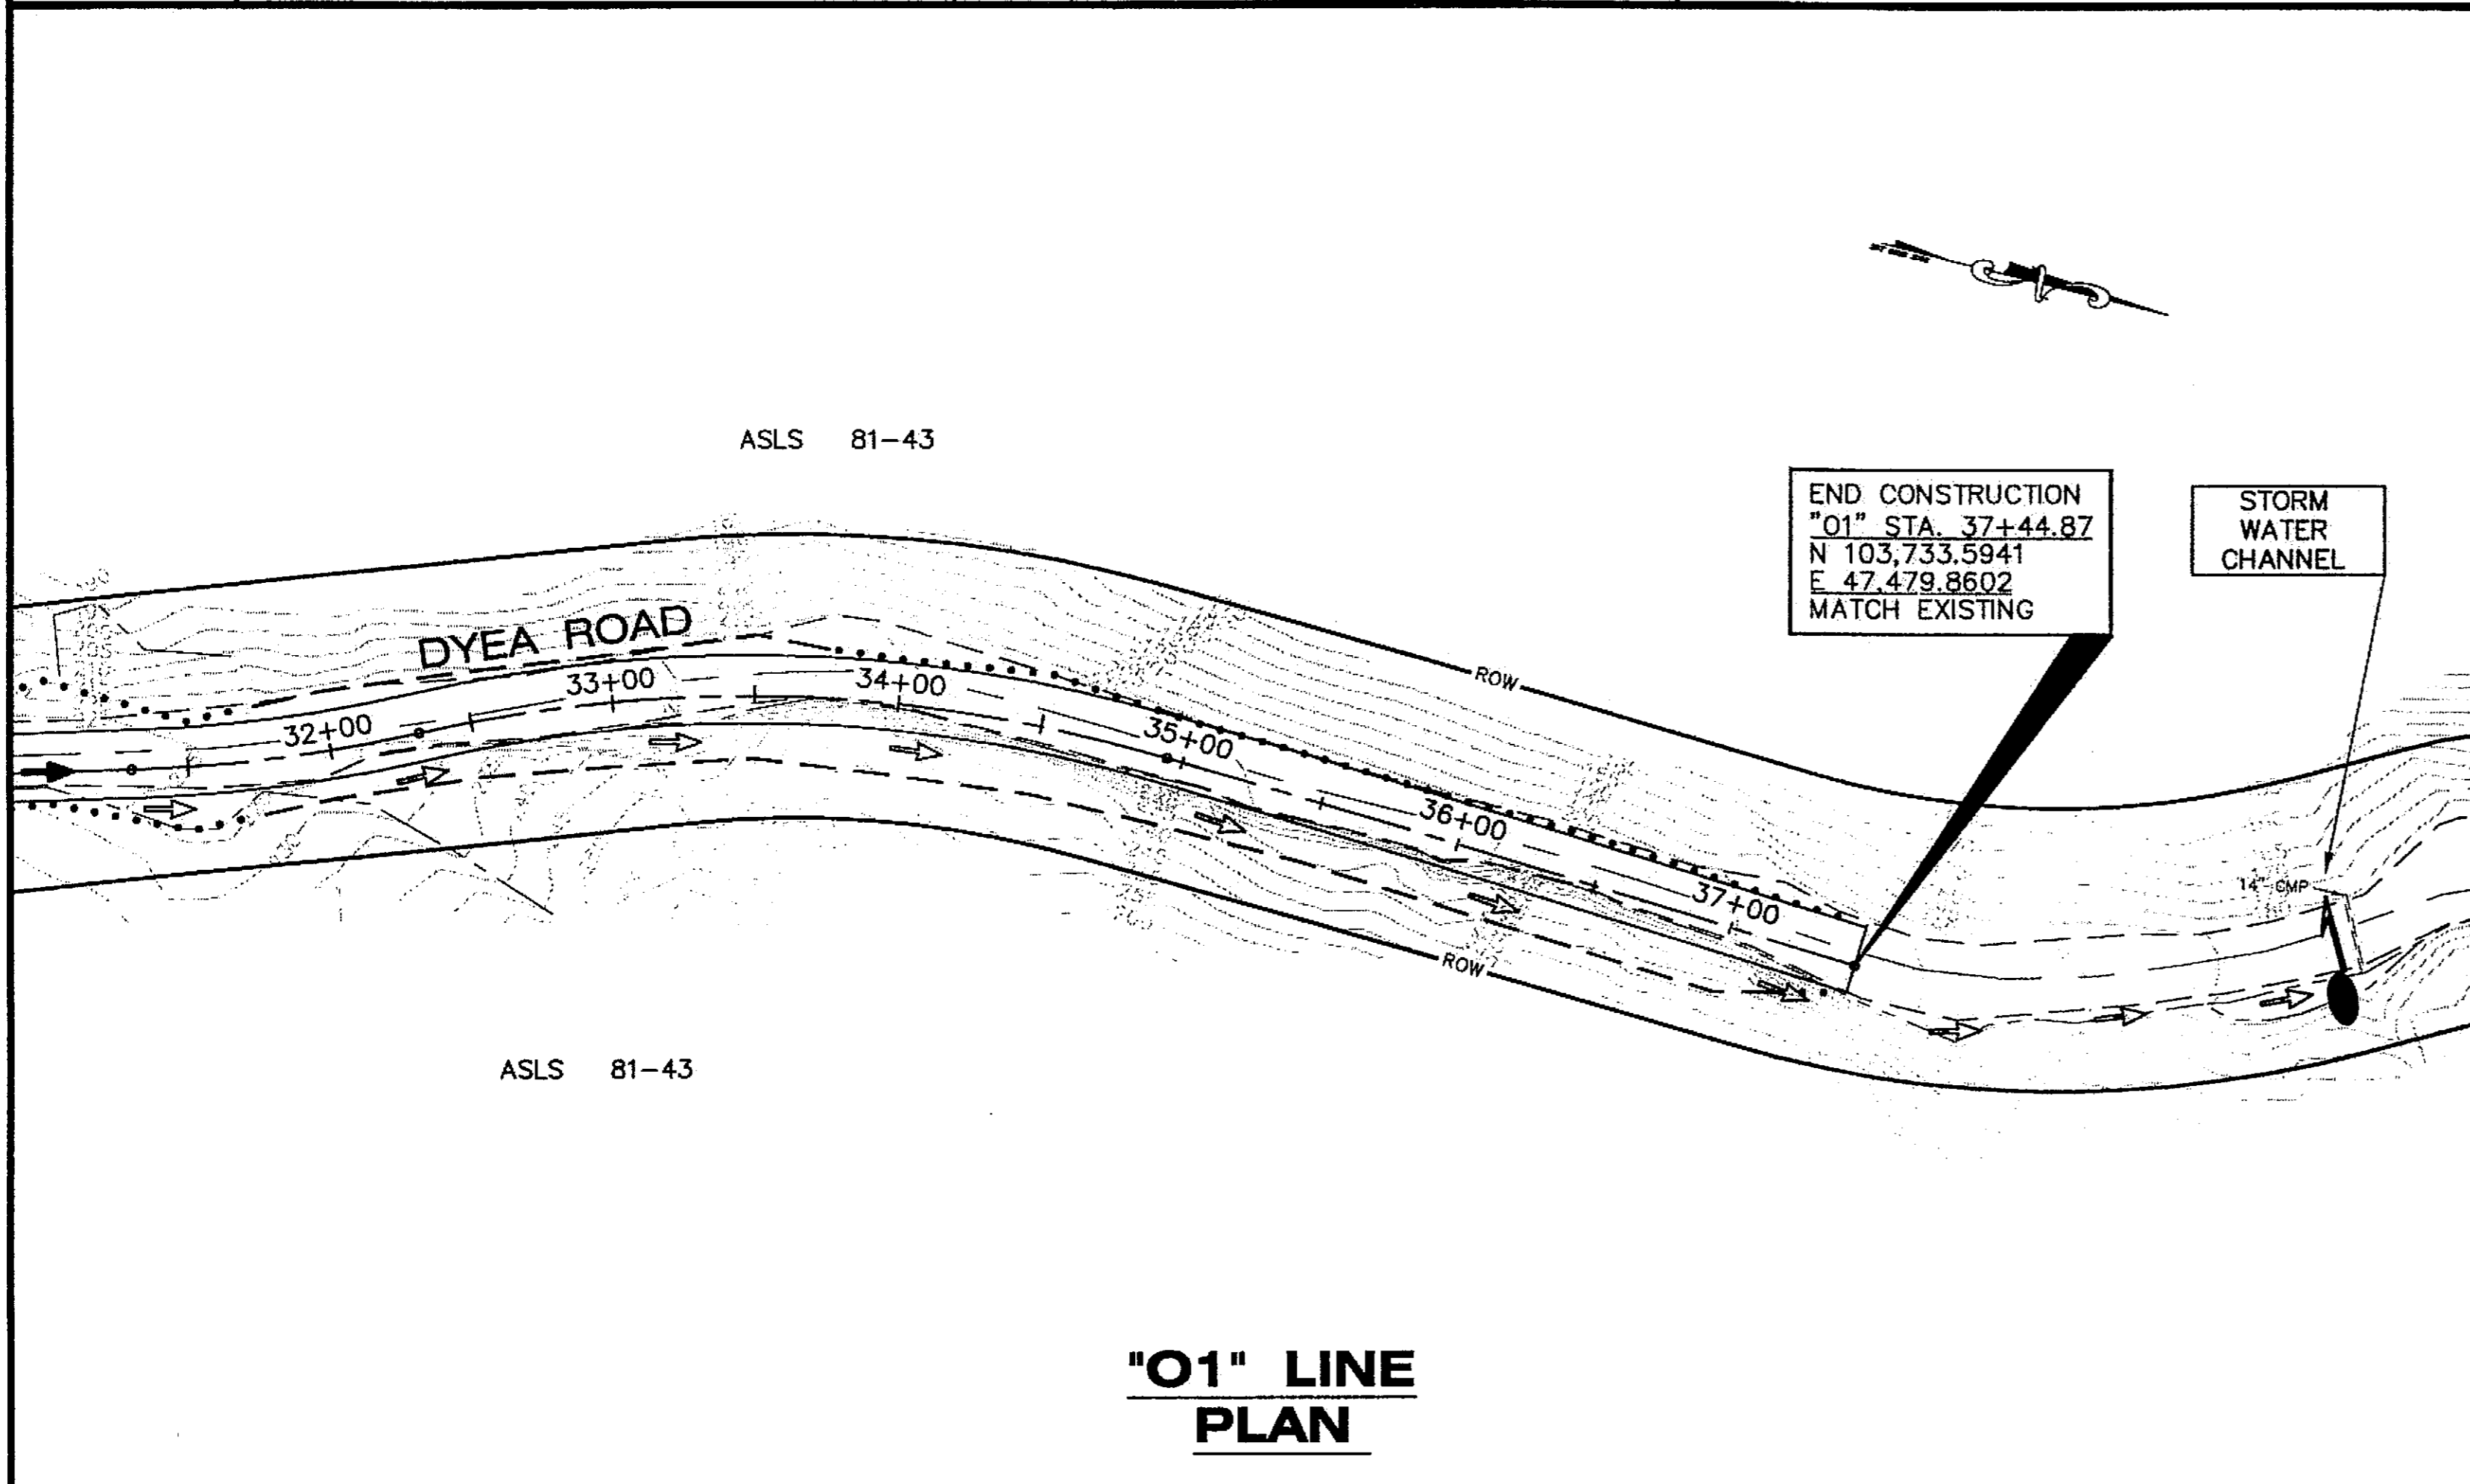 ASLS 81-43
END CONSTRUCTION
"O1" STA. 37+44.87
N 103,733.5941
E 47,479.8602
MATCH EXISTING
STORM
WATER
CHANNEL
DYEA ROAD
32+00
33+00
34+00
35+00
36+00
37+00
ROW
ROW
14" CMP
ASLS 81-43
"O1" LINE
PLAN